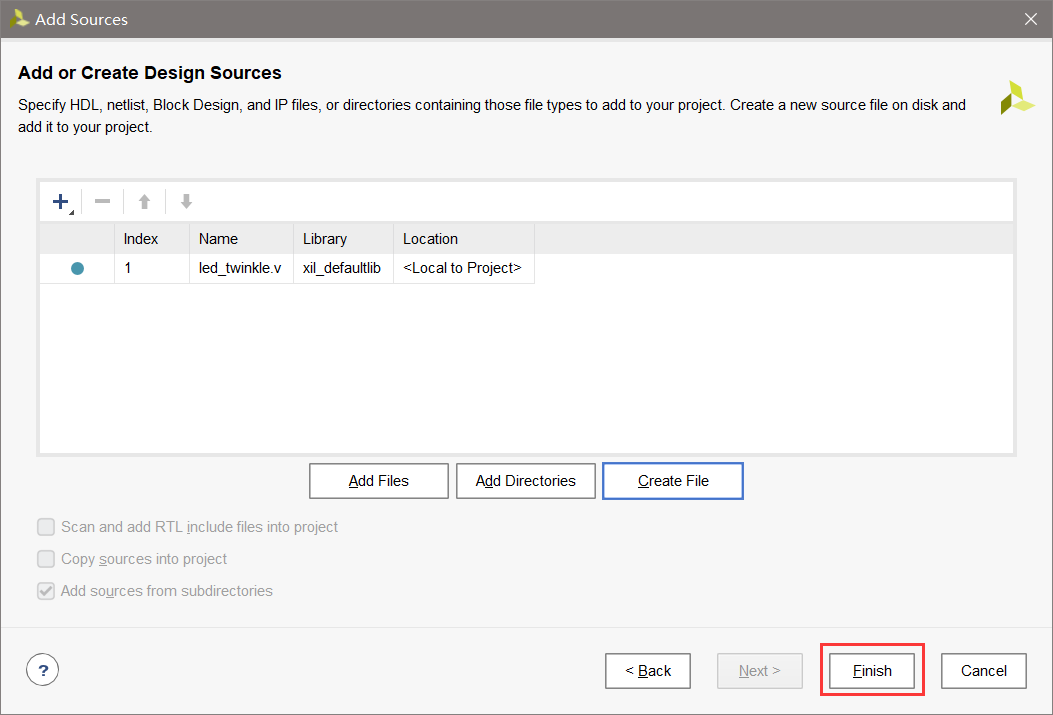 Add Sources
Add or Create Design Sources
Specify HDL, netlist, Block Design, and IP files, or directories containing those file types to add to your project. Create a new source file on disk and
add it to your project.
Index Name Library Location
1 led_twinkle.v xil_defaultlib <Local to Project>
Add Files Add Directories Create File
Scan and add RTL include files into project
Copy sources into project
Add sources from subdirectories
? < Back Next > Finish Cancel